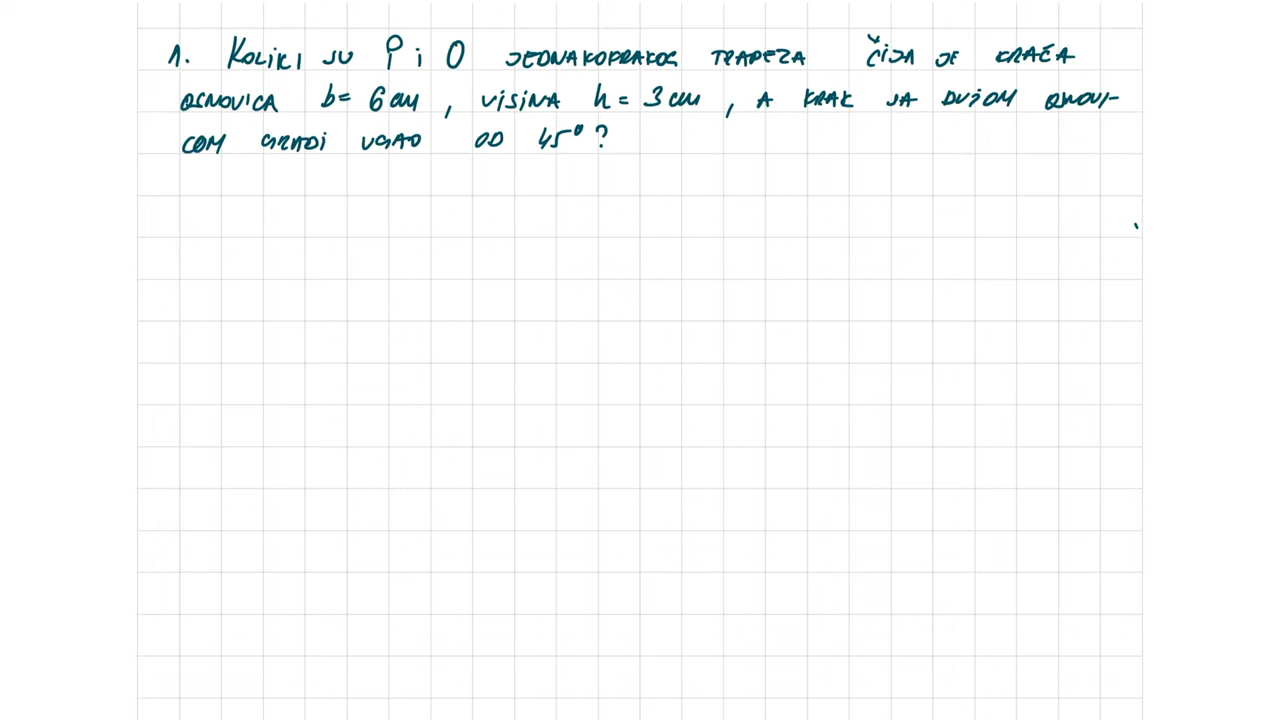 1. KOLIKI SU P i O JEDNAKOKRAKOG TRAPEZA ČIJA JE KRAĆA
OSNOVICA b = 6 cm, VISINA h = 3 cm, A KRAK SA DUŽOM OSNOVI-
COM GRADI UGAO OD 45° ?